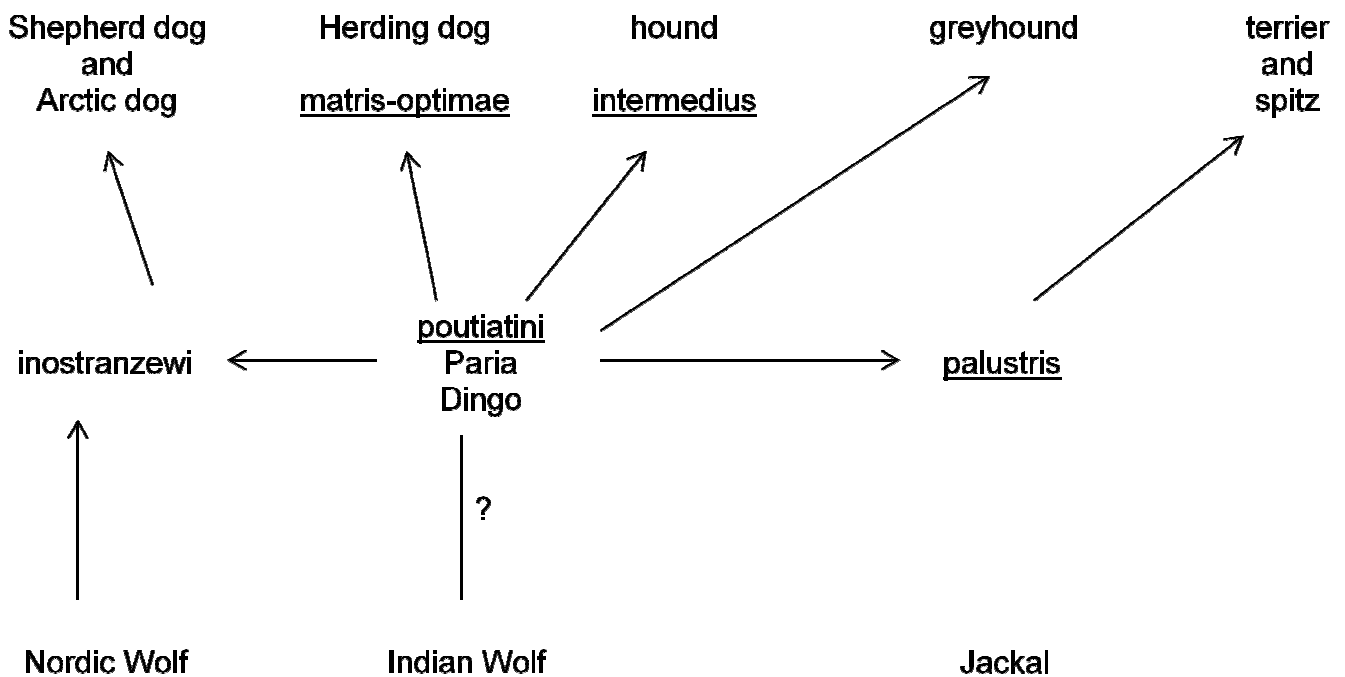 Shepherd dog
and
Arctic dog
Herding dog
matris-optimae
hound
intermedius
greyhound
terrier
and
spitz
inostranzewi
poutiatini
Paria
Dingo
palustris
?
Nordic Wolf
Indian Wolf
Jackal